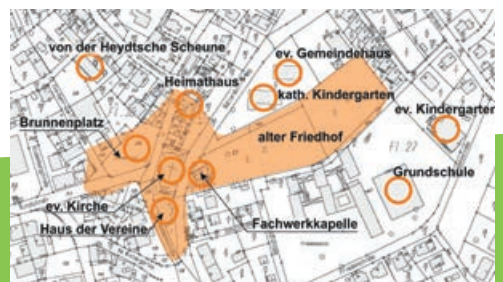 von der Heydtsche Scheune
ev. Gemeindehaus
„Heimathaus"
kath. Kindergarten
ev. Kindergarten
Brunnenplatz
alter Friedhof
Grundschule
ev. Kirche
Haus der Vereine
Fachwerkkapelle